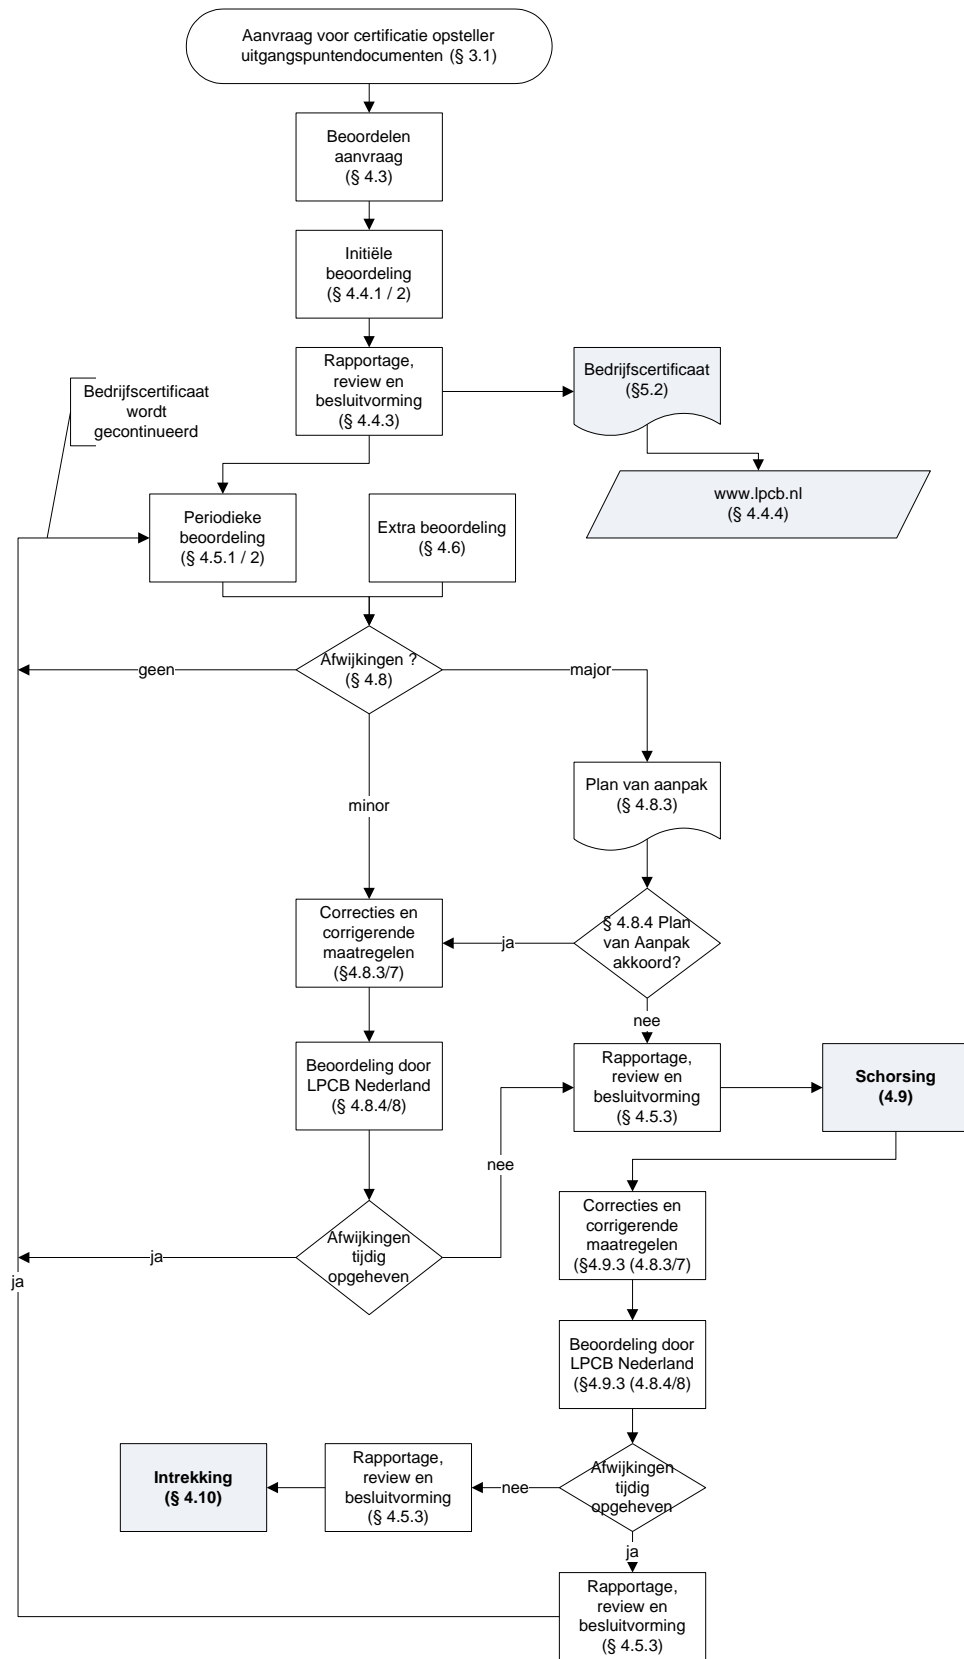 Aanvraag voor certificatie opsteller
uitgangspuntendocumenten (§ 3.1)
Beoordelen
aanvraag
(§ 4.3)
Initiële
beoordeling
(§ 4.4.1 / 2)
Rapportage,
review en
besluitvorming
(§ 4.4.3)
Bedrijfscertificaat
(§5.2)
Bedrijfscertificaat
wordt
gecontinueerd
www.lpcb.nl
(§ 4.4.4)
Periodieke
beoordeling
(§ 4.5.1 / 2)
Extra beoordeling
(§ 4.6)
Afwijkingen ?
(§ 4.8)
geen
major
minor
Plan van aanpak
(§ 4.8.3)
Correcties en
corrigerende
maatregelen
(§4.8.3/7)
ja
§ 4.8.4 Plan
van Aanpak
akkoord?
nee
Beoordeling door
LPCB Nederland
(§ 4.8.4/8)
Rapportage,
review en
besluitvorming
(§ 4.5.3)
Schorsing
(4.9)
nee
Afwijkingen
tijdig
opgeheven
ja
ja
Correcties en
corrigerende
maatregelen
(§4.9.3 (4.8.3/7)
Beoordeling door
LPCB Nederland
(§4.9.3 (4.8.4/8)
Afwijkingen
tijdig
opgeheven
nee
Rapportage,
review en
besluitvorming
(§ 4.5.3)
Intrekking
(§ 4.10)
ja
Rapportage,
review en
besluitvorming
(§ 4.5.3)